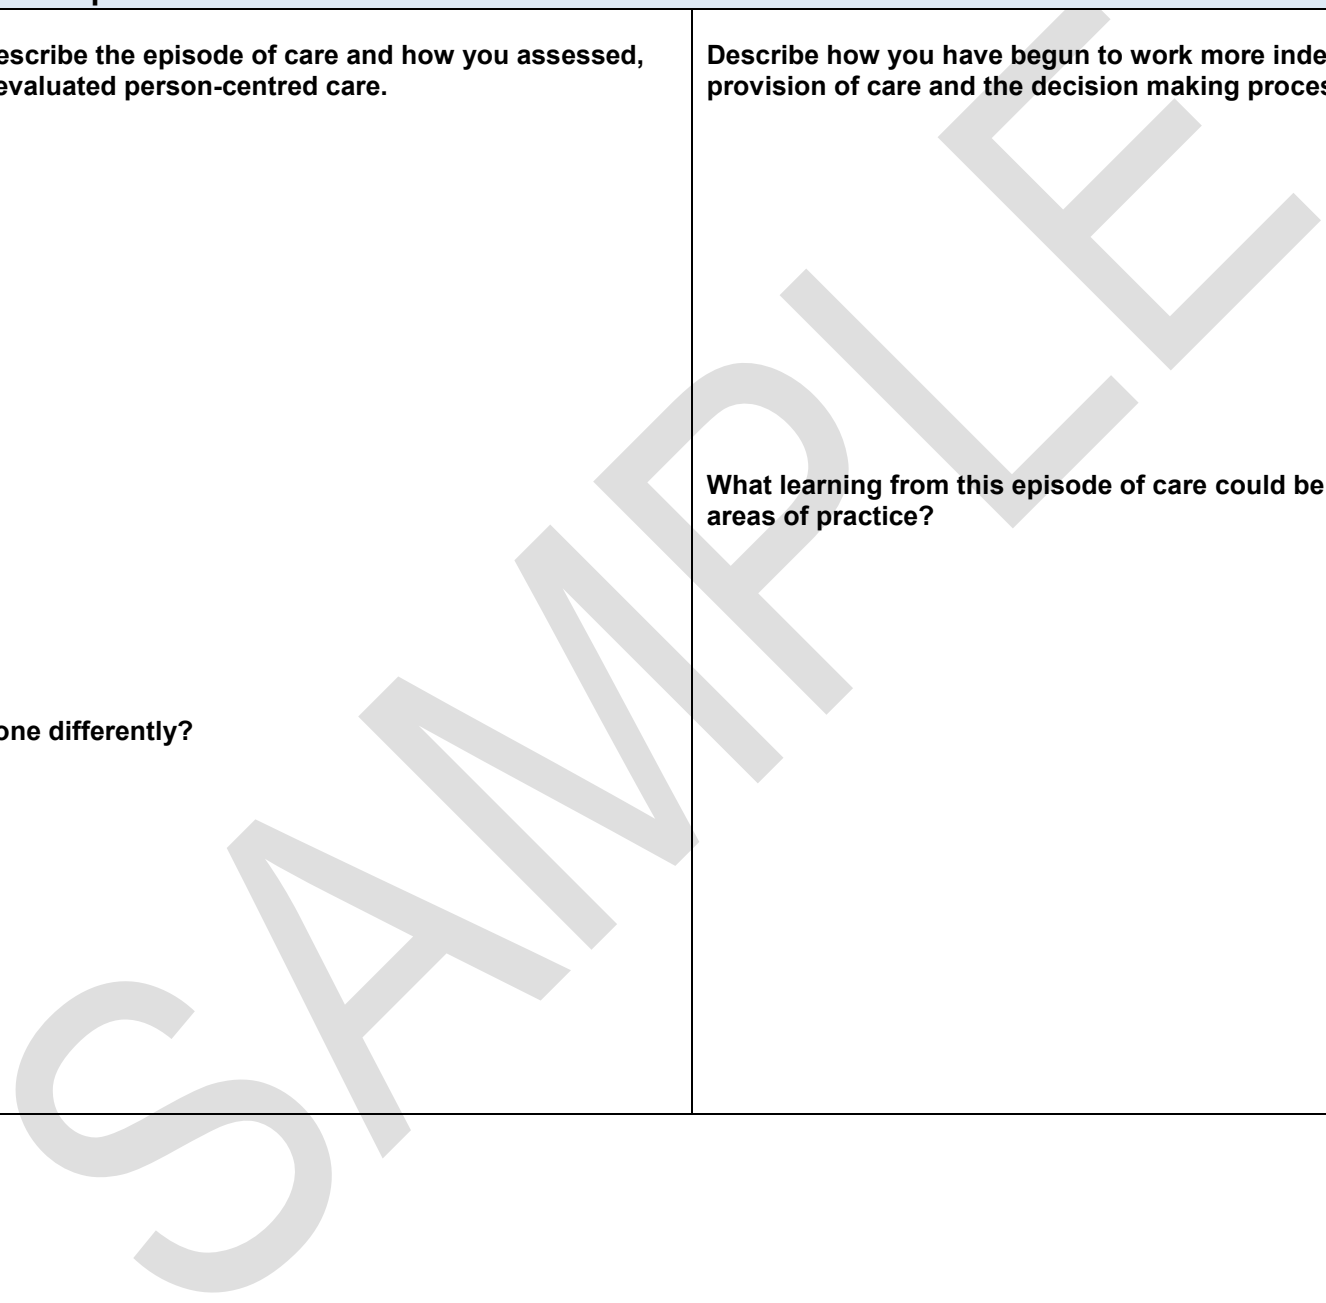 escribe the episode of care and how you assessed,
evaluated person-centred care.
one differently?
Describe how you have begun to work more inde
provision of care and the decision making proces
What learning from this episode of care could be
areas of practice?
SAMPLE